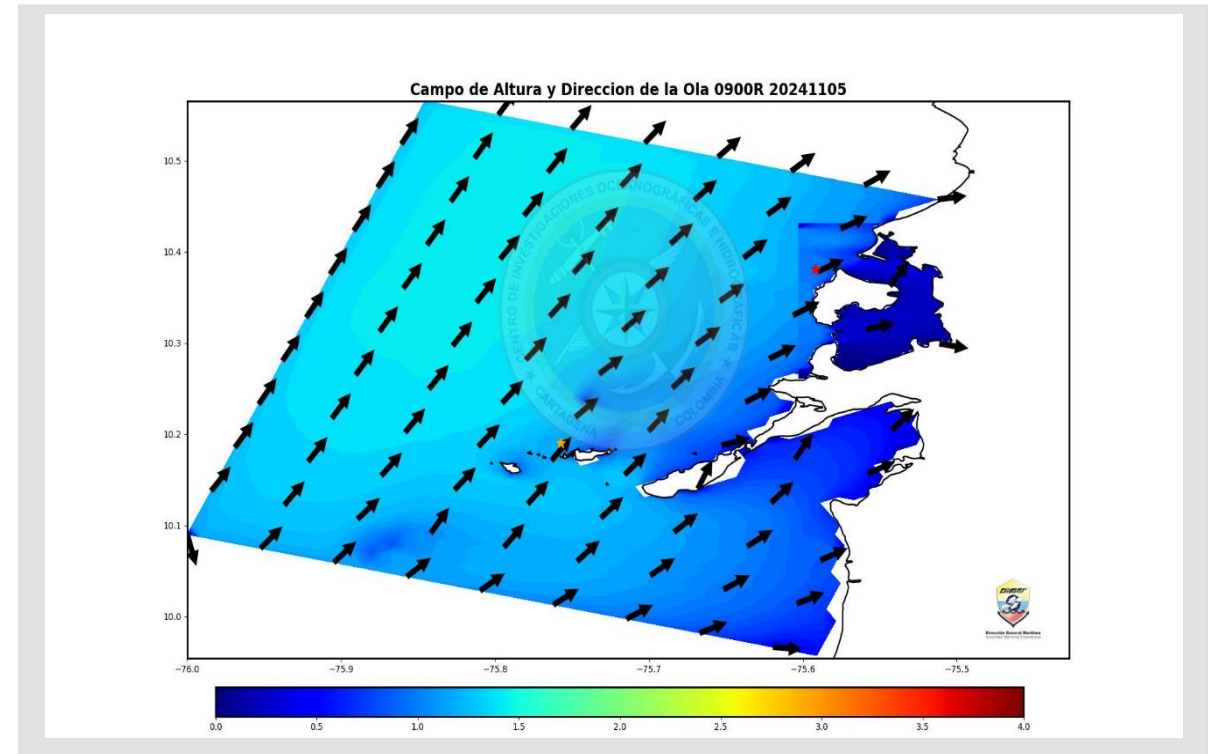 Campo de Altura y Direccion de la Ola 0900R 20241105
10.5
10.4
10.3
10.2
10.1
10.0
CENTRO DE INVESTIGACIONES OCEANOGRÁFICAS E HIDROGRÁFICAS
CARTAGENA COLOMBIA
Dirección General Marítima
Autoridad Marítima Colombiana
−76.0 −75.9 −75.8 −75.7 −75.6 −75.5
0.0 0.5 1.0 1.5 2.0 2.5 3.0 3.5 4.0